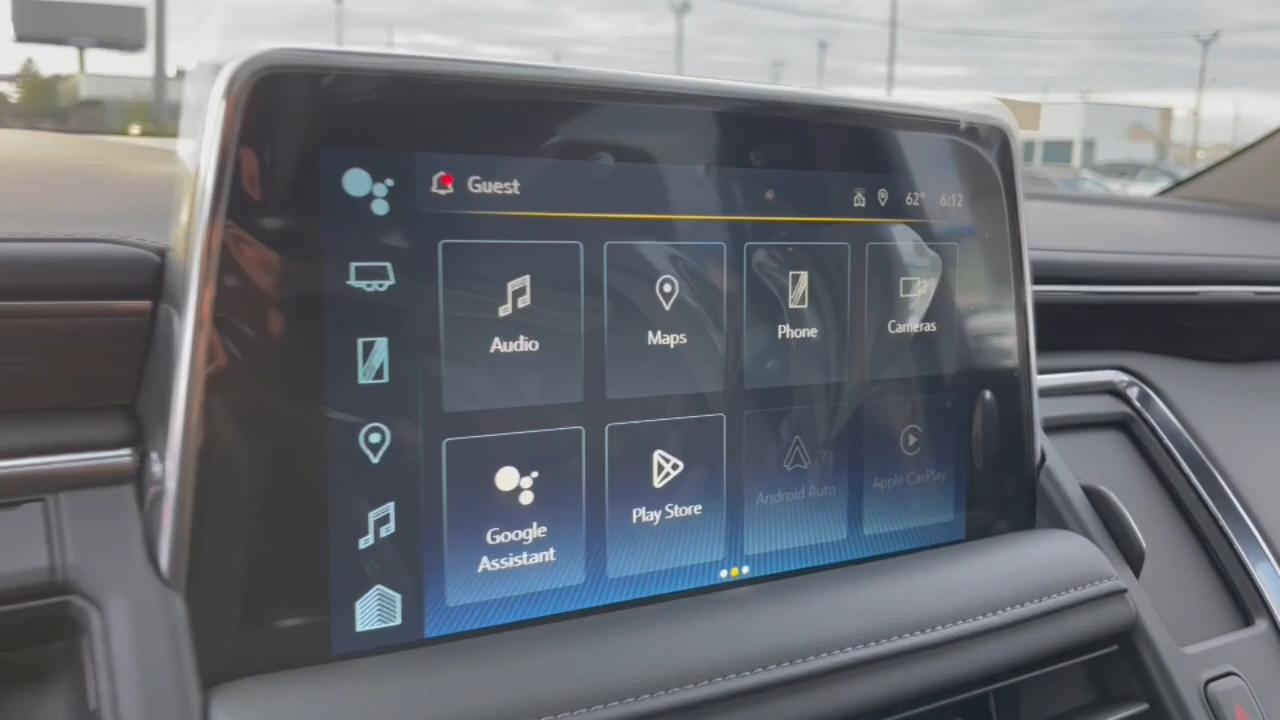 Guest
62° 6:12
Audio
Maps
Phone
Cameras
Google
Assistant
Play Store
Android Auto
Apple CarPlay